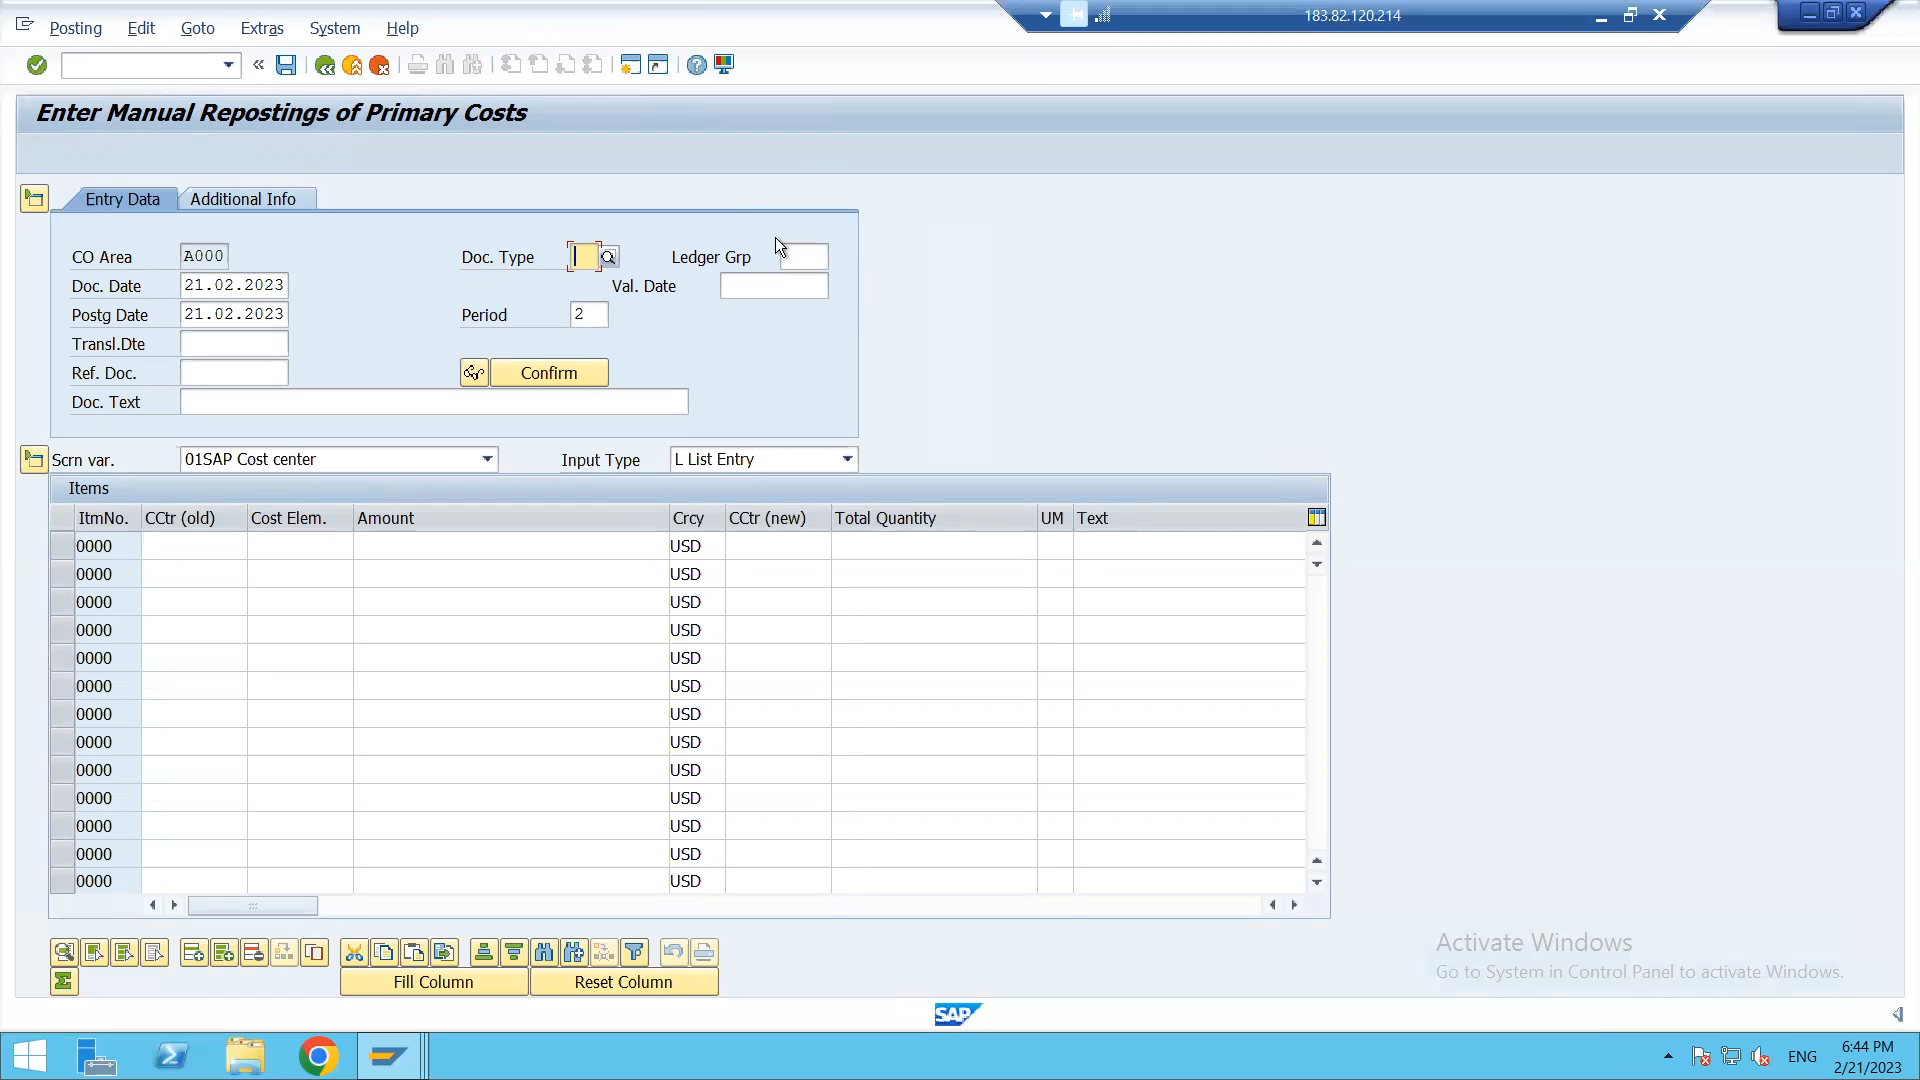 Posting Edit Goto Extras System Help
183.82.120.214
«
Enter Manual Repostings of Primary Costs
Entry Data Additional Info
CO Area A000 Doc. Type Ledger Grp
Doc. Date 21.02.2023 Val. Date
Postg Date 21.02.2023 Period 2
Transl.Dte
Ref. Doc. Confirm
Doc. Text
Scrn var. 01SAP Cost center Input Type L List Entry
Items
ItmNo. CCtr (old) Cost Elem. Amount Crcy CCtr (new) Total Quantity UM Text
0000 USD
0000 USD
0000 USD
0000 USD
0000 USD
0000 USD
0000 USD
0000 USD
0000 USD
0000 USD
0000 USD
0000 USD
0000 USD
Activate Windows
Go to System in Control Panel to activate Windows.
Fill Column Reset Column
SAP
ENG
6:44 PM
2/21/2023